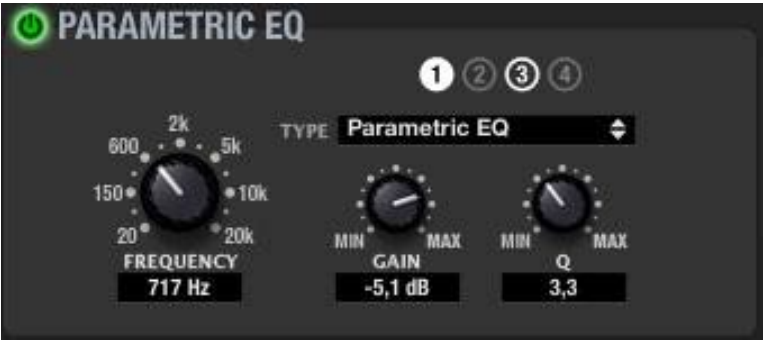 PARAMETRIC EQ
1 2 3 4
TYPE Parametric EQ
2k
600 5k
150 10k
20 20k
MIN MAX MIN MAX
FREQUENCY GAIN Q
717 Hz -5,1 dB 3,3